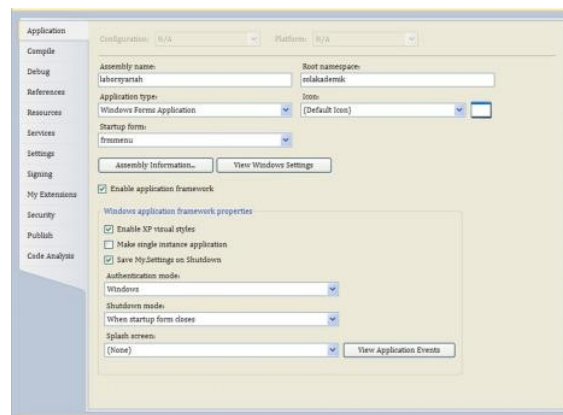 Application
Compile
Debug
References
Resources
Services
Settings
Signing
My Extensions
Security
Publish
Code Analysis
Configuration: N/A Platform: N/A
Assembly name: Root namespace:
laborsyariah solakademik
Application type: Icon:
Windows Forms Application (Default Icon)
Startup form:
frmmenu
Assembly Information... View Windows Settings
Enable application framework
Windows application framework properties
Enable XP visual styles
Make single instance application
Save My.Settings on Shutdown
Authentication mode:
Windows
Shutdown mode:
When startup form closes
Splash screen:
(None) View Application Events